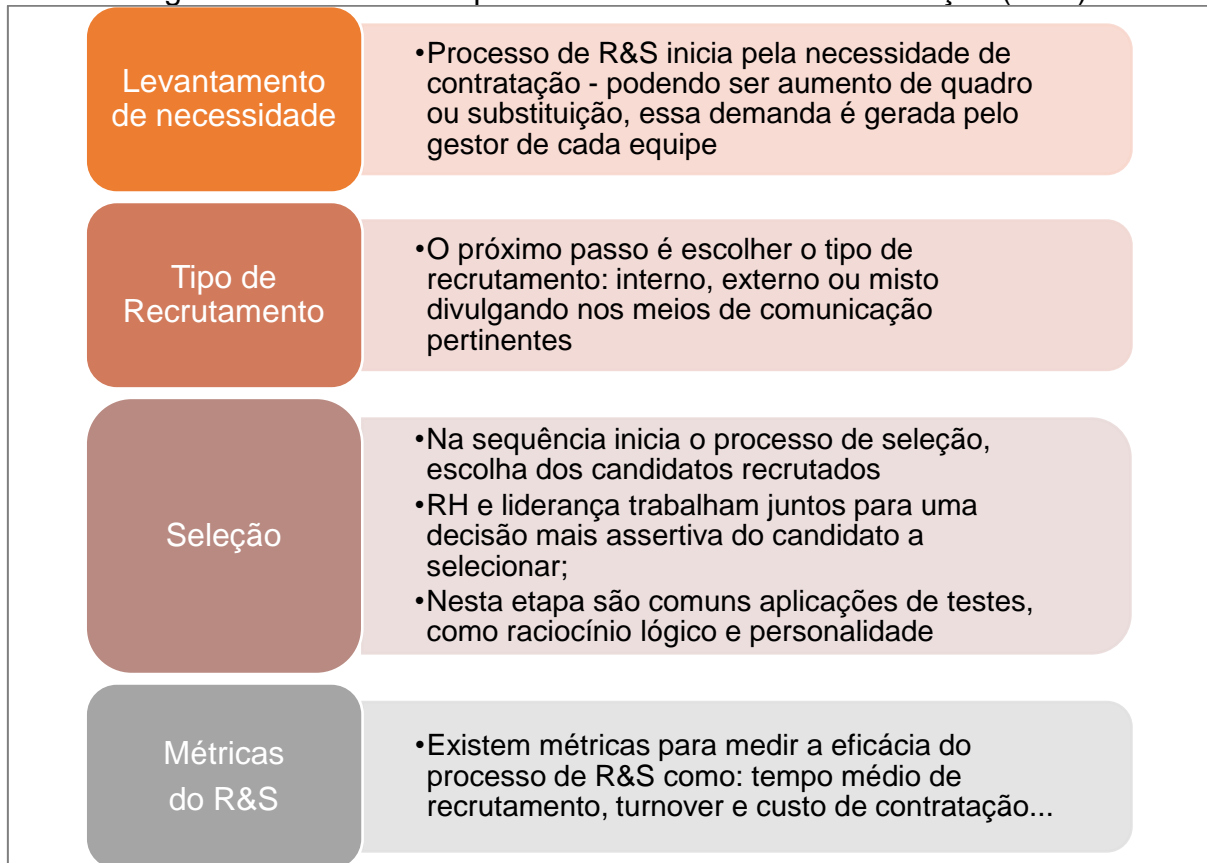 Levantamento
de necessidade
•Processo de R&S inicia pela necessidade de
contratação - podendo ser aumento de quadro
ou substituição, essa demanda é gerada pelo
gestor de cada equipe
Tipo de
Recrutamento
•O próximo passo é escolher o tipo de
recrutamento: interno, externo ou misto
divulgando nos meios de comunicação
pertinentes
Seleção
•Na sequência inicia o processo de seleção,
escolha dos candidatos recrutados
•RH e liderança trabalham juntos para uma
decisão mais assertiva do candidato a
selecionar;
•Nesta etapa são comuns aplicações de testes,
como raciocínio lógico e personalidade
Métricas
do R&S
•Existem métricas para medir a eficácia do
processo de R&S como: tempo médio de
recrutamento, turnover e custo de contratação...